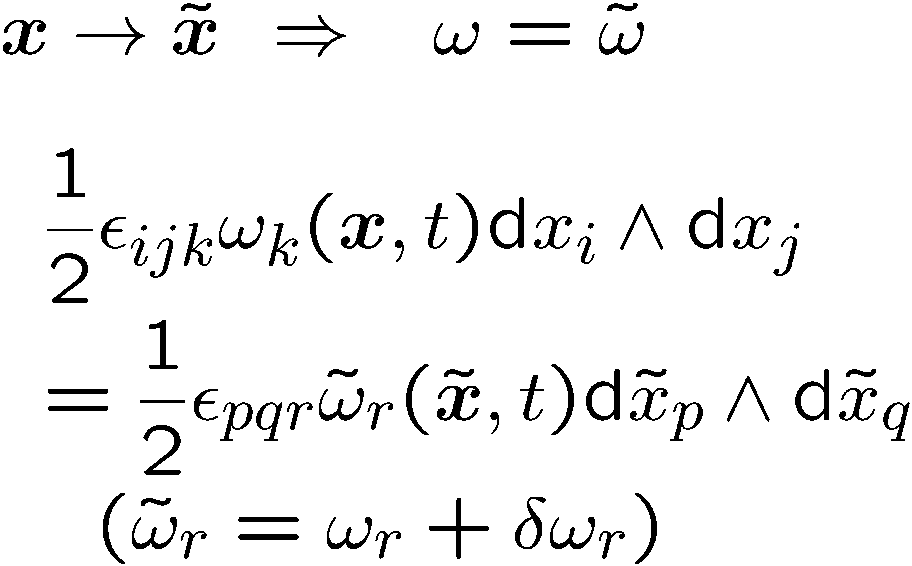 𝒙 → 𝒙̃ ⇒ ω = ω̃
1/2 ϵ_{ijk} ω_k(𝒙, t)dx_i ∧ dx_j
= 1/2 ϵ_{pqr} ω̃_r(𝒙̃, t)dx̃_p ∧ dx̃_q
(ω̃_r = ω_r + δω_r)